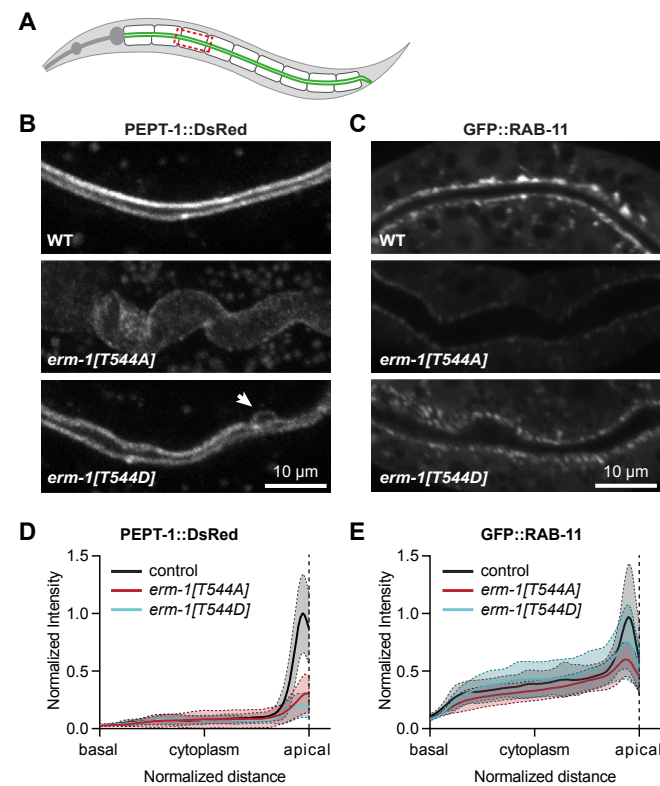 A
B
PEPT-1::DsRed
WT
erm-1[T544A]
erm-1[T544D]
10 µm
C
GFP::RAB-11
WT
erm-1[T544A]
erm-1[T544D]
10 µm
D
PEPT-1::DsRed
Normalized Intensity
1.5
1.0
0.5
0.0
control
erm-1[T544A]
erm-1[T544D]
basal cytoplasm apical
Normalized distance
E
GFP::RAB-11
Normalized Intensity
1.5
1.0
0.5
0.0
control
erm-1[T544A]
erm-1[T544D]
basal cytoplasm apical
Normalized distance